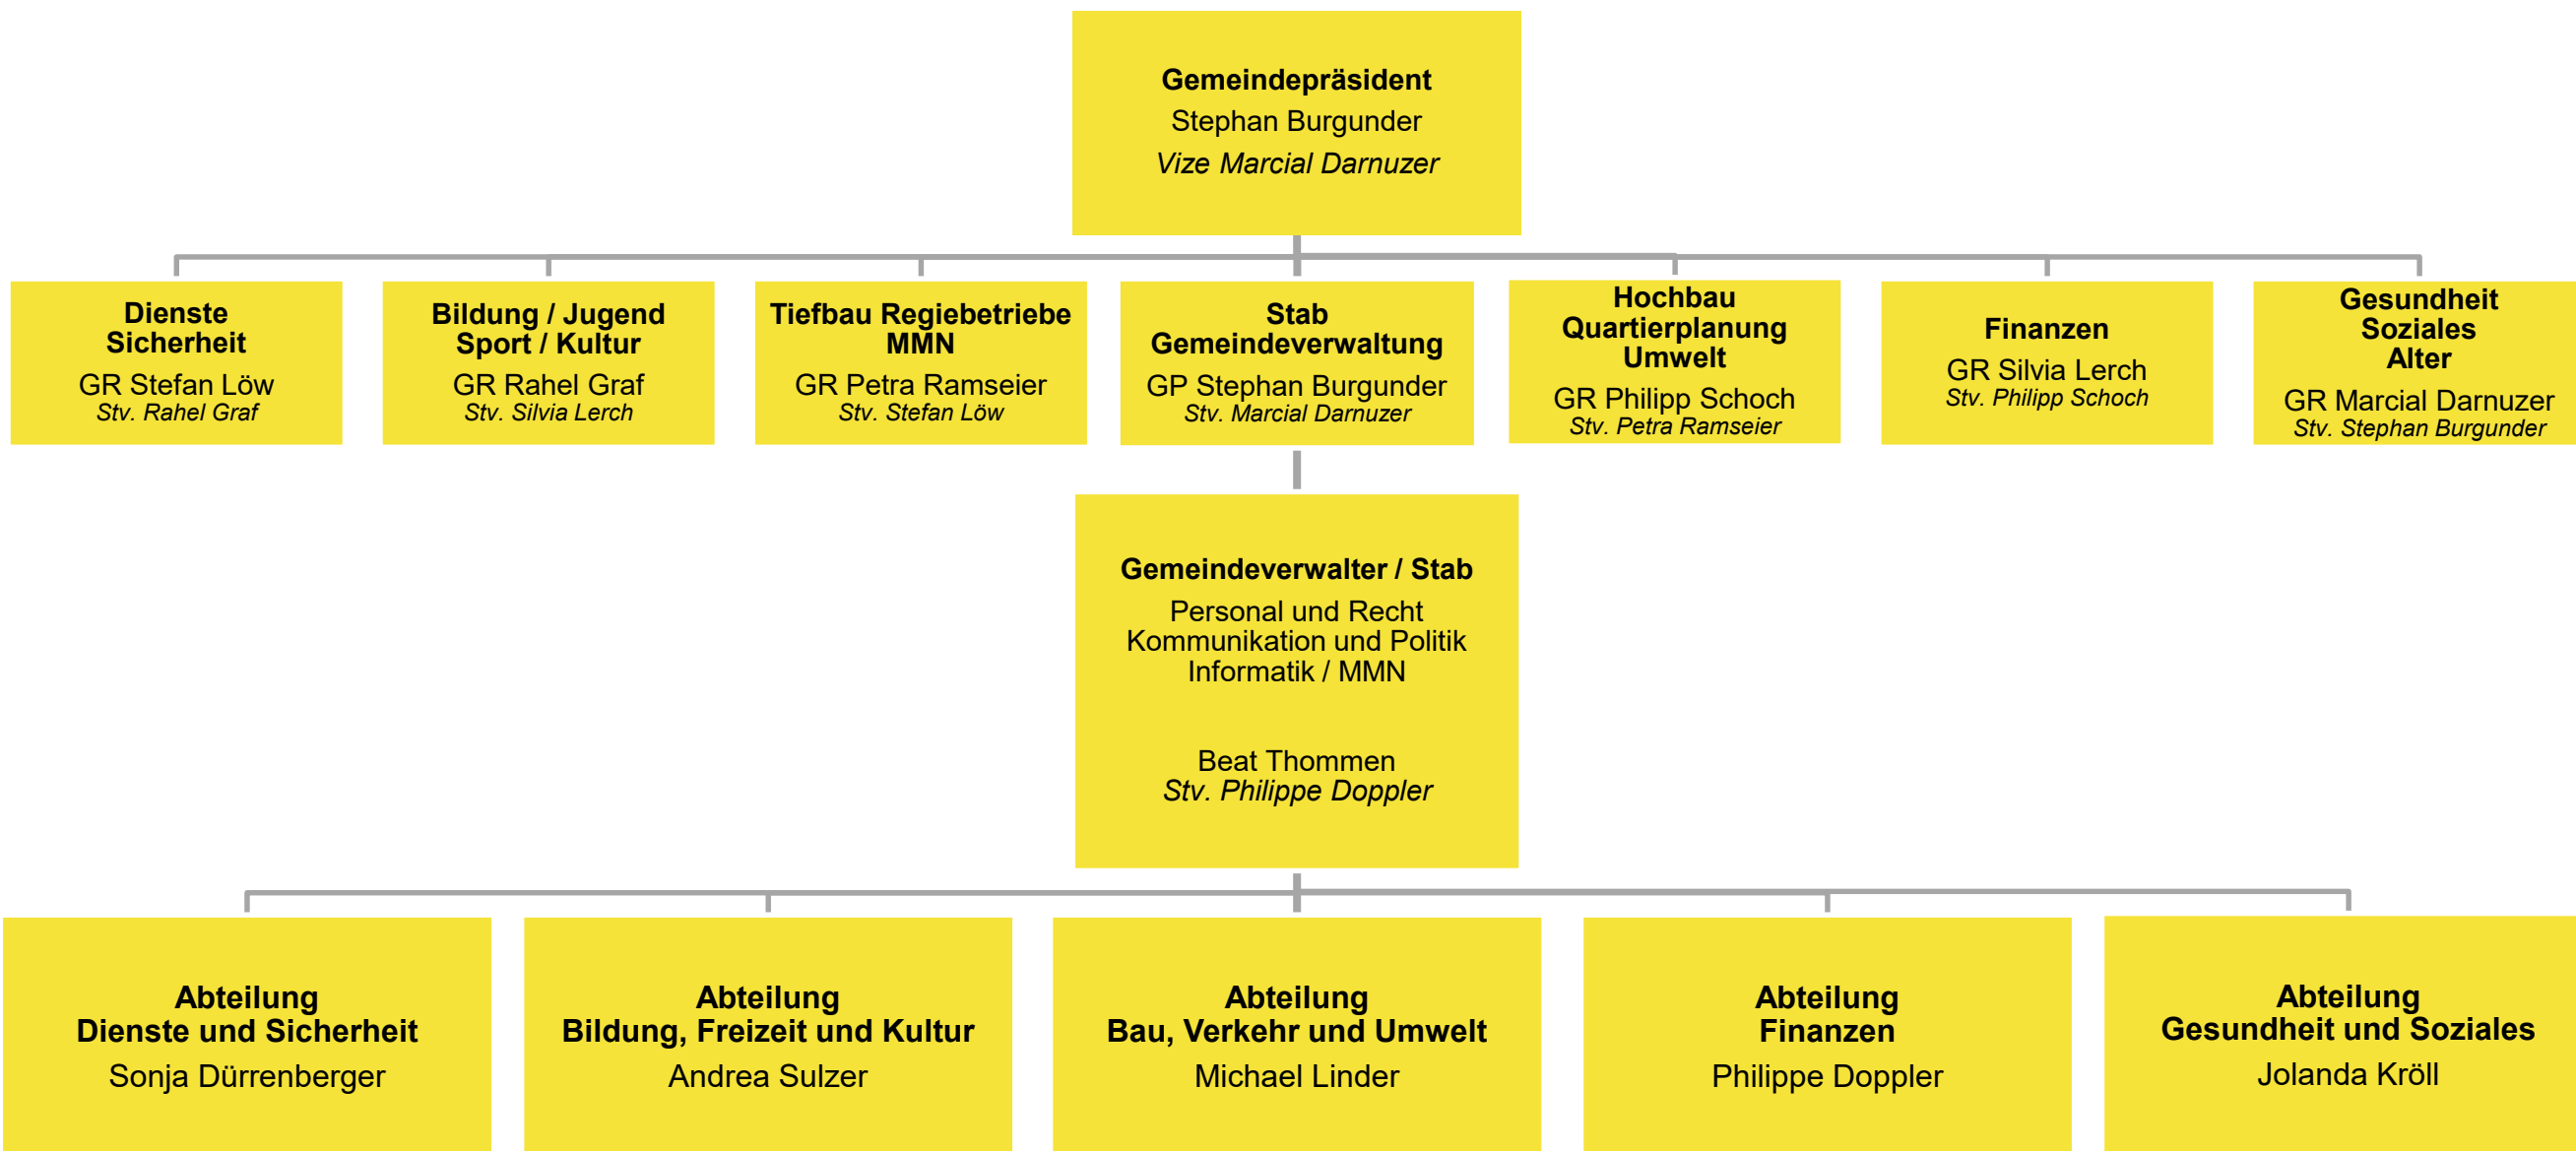 Gemeindepräsident
Stephan Burgunder
Vize Marcial Darnuzer
Dienste
Sicherheit
GR Stefan Löw
Stv. Rahel Graf
Bildung / Jugend
Sport / Kultur
GR Rahel Graf
Stv. Silvia Lerch
Tiefbau Regiebetriebe
MMN
GR Petra Ramseier
Stv. Stefan Löw
Stab
Gemeindeverwaltung
GP Stephan Burgunder
Stv. Marcial Darnuzer
Hochbau
Quartierplanung
Umwelt
GR Philipp Schoch
Stv. Petra Ramseier
Finanzen
GR Silvia Lerch
Stv. Philipp Schoch
Gesundheit
Soziales
Alter
GR Marcial Darnuzer
Stv. Stephan Burgunder
Gemeindeverwalter / Stab
Personal und Recht
Kommunikation und Politik
Informatik / MMN
Beat Thommen
Stv. Philippe Doppler
Abteilung
Dienste und Sicherheit
Sonja Dürrenberger
Abteilung
Bildung, Freizeit und Kultur
Andrea Sulzer
Abteilung
Bau, Verkehr und Umwelt
Michael Linder
Abteilung
Finanzen
Philippe Doppler
Abteilung
Gesundheit und Soziales
Jolanda Kröll